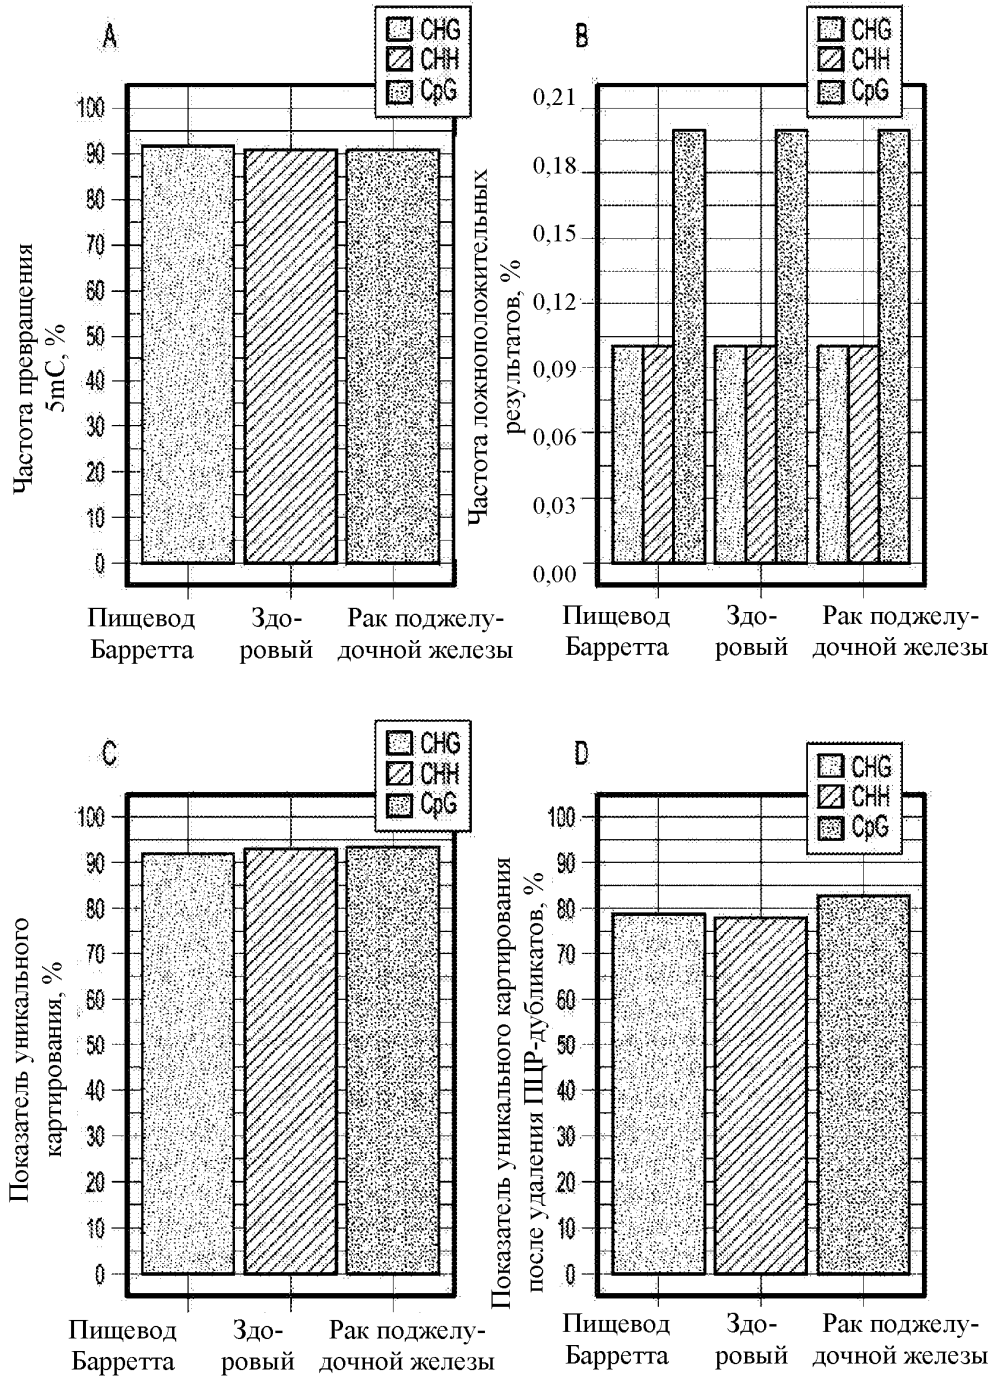 A
CHG
CHH
CpG
100
90
80
70
60
50
40
30
20
10
0
Частота превращения
5mC, %
Пищевод
Барретта
Здо-
ровый
Рак поджелу-
дочной железы
B
CHG
CHH
CpG
0,21
0,18
0,15
0,12
0,09
0,06
0,03
0,00
Частота ложноположительных
результатов, %
Пищевод
Барретта
Здо-
ровый
Рак поджелу-
дочной железы
C
CHG
CHH
CpG
100
90
80
70
60
50
40
30
20
10
0
Показатель уникального
картирования, %
Пищевод
Барретта
Здо-
ровый
Рак поджелу-
дочной железы
D
CHG
CHH
CpG
100
90
80
70
60
50
40
30
20
10
0
Показатель уникального картирования
после удаления ПЦР-дубликатов, %
Пищевод
Барретта
Здо-
ровый
Рак поджелу-
дочной железы